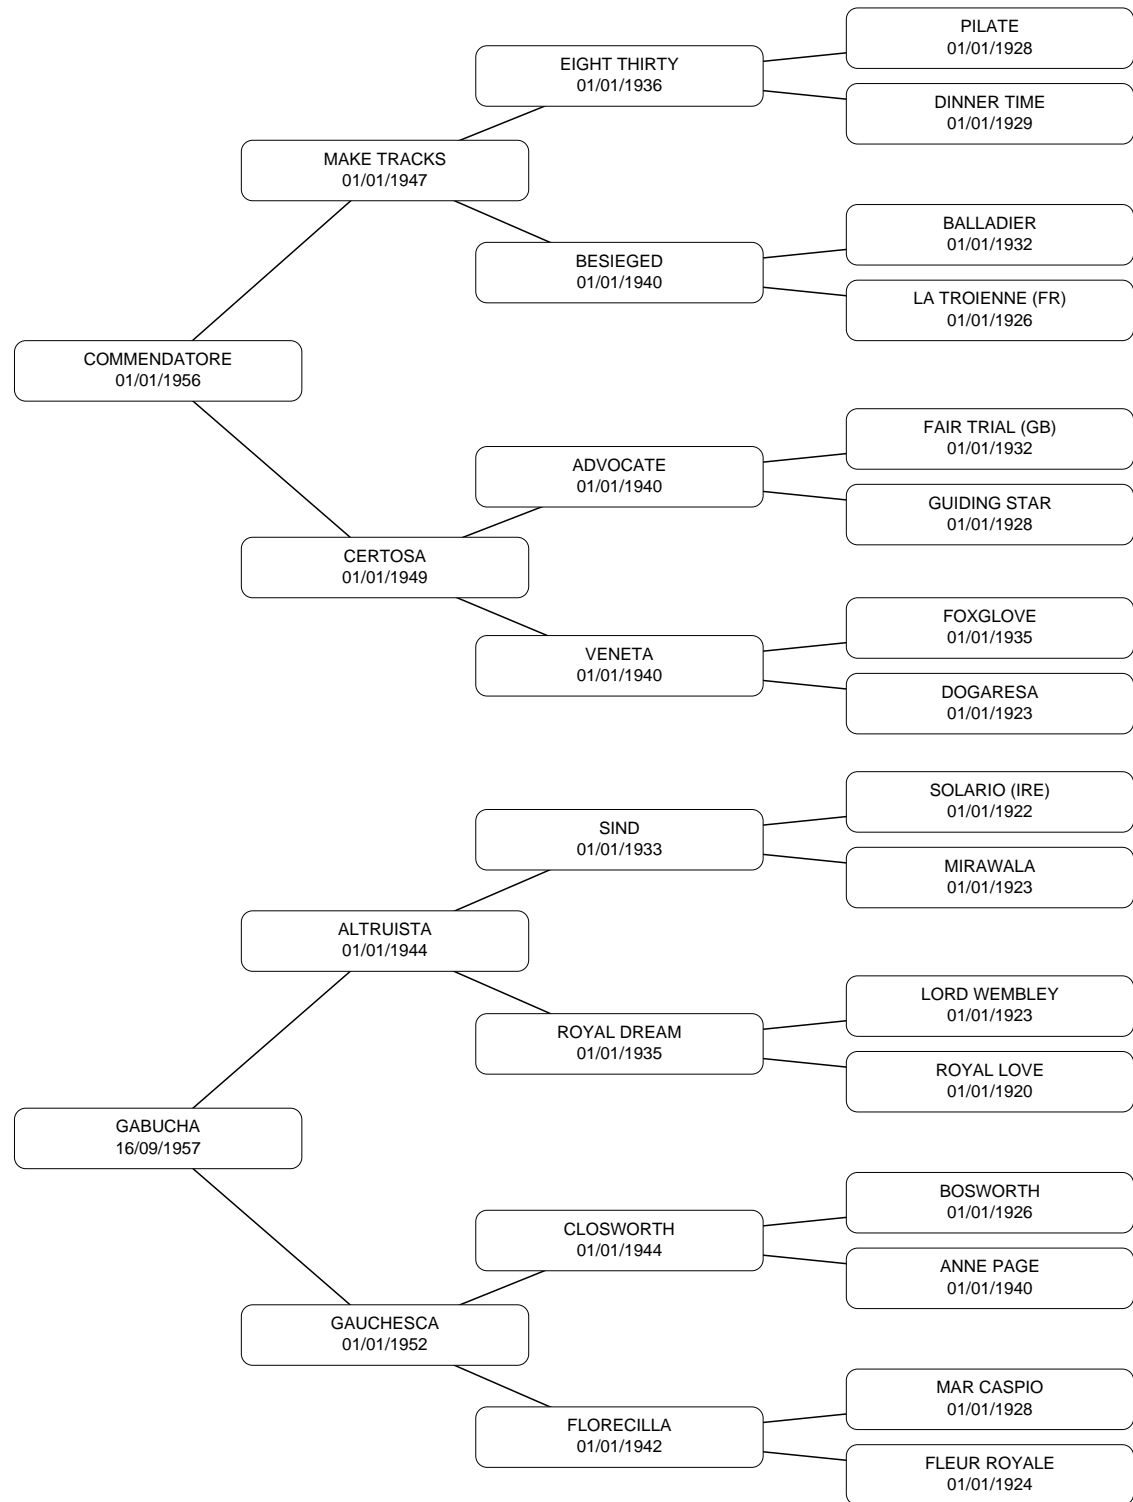 PILATE
01/01/1928
EIGHT THIRTY
01/01/1936
DINNER TIME
01/01/1929
MAKE TRACKS
01/01/1947
BALLADIER
01/01/1932
BESIEGED
01/01/1940
LA TROIENNE (FR)
01/01/1926
COMMENDATORE
01/01/1956
FAIR TRIAL (GB)
01/01/1932
ADVOCATE
01/01/1940
GUIDING STAR
01/01/1928
CERTOSA
01/01/1949
FOXGLOVE
01/01/1935
VENETA
01/01/1940
DOGARESA
01/01/1923
SOLARIO (IRE)
01/01/1922
SIND
01/01/1933
MIRAWALA
01/01/1923
ALTRUISTA
01/01/1944
LORD WEMBLEY
01/01/1923
ROYAL DREAM
01/01/1935
ROYAL LOVE
01/01/1920
GABUCHA
16/09/1957
BOSWORTH
01/01/1926
CLOSWORTH
01/01/1944
ANNE PAGE
01/01/1940
GAUCHESCA
01/01/1952
MAR CASPIO
01/01/1928
FLORECILLA
01/01/1942
FLEUR ROYALE
01/01/1924